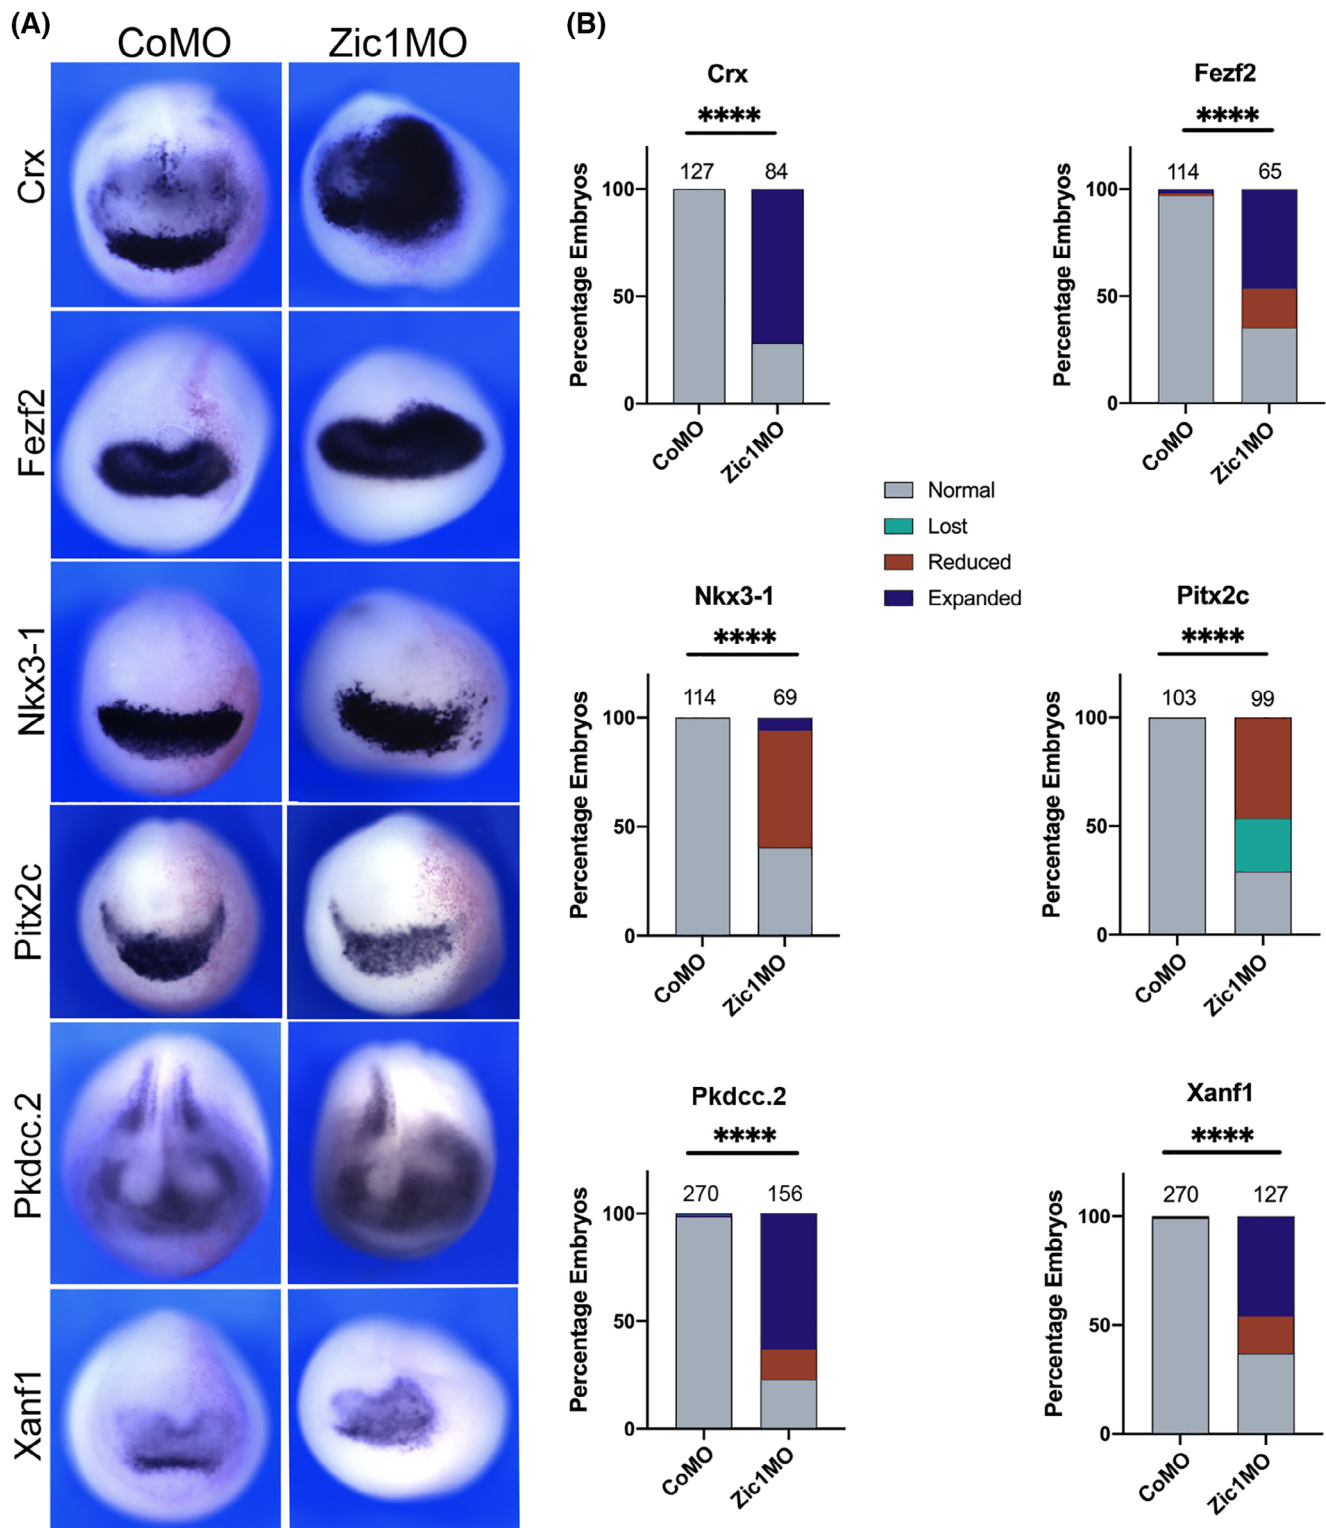 (A)
CoMO Zic1MO
Crx
Fezf2
Nkx3-1
Pitx2c
Pkdcc.2
Xanf1
(B)
Crx
****
127 84
Percentage Embryos
100
50
0
CoMO Zic1MO
Fezf2
****
114 65
Percentage Embryos
100
50
0
CoMO Zic1MO
Normal
Lost
Reduced
Expanded
Nkx3-1
****
114 69
Percentage Embryos
100
50
0
CoMO Zic1MO
Pitx2c
****
103 99
Percentage Embryos
100
50
0
CoMO Zic1MO
Pkdcc.2
****
270 156
Percentage Embryos
100
50
0
CoMO Zic1MO
Xanf1
****
270 127
Percentage Embryos
100
50
0
CoMO Zic1MO